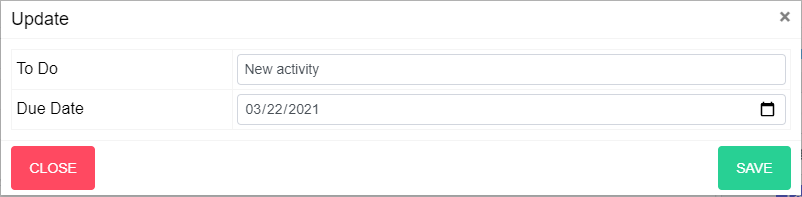 Update ×
To Do New activity
Due Date 03/22/2021
CLOSE SAVE